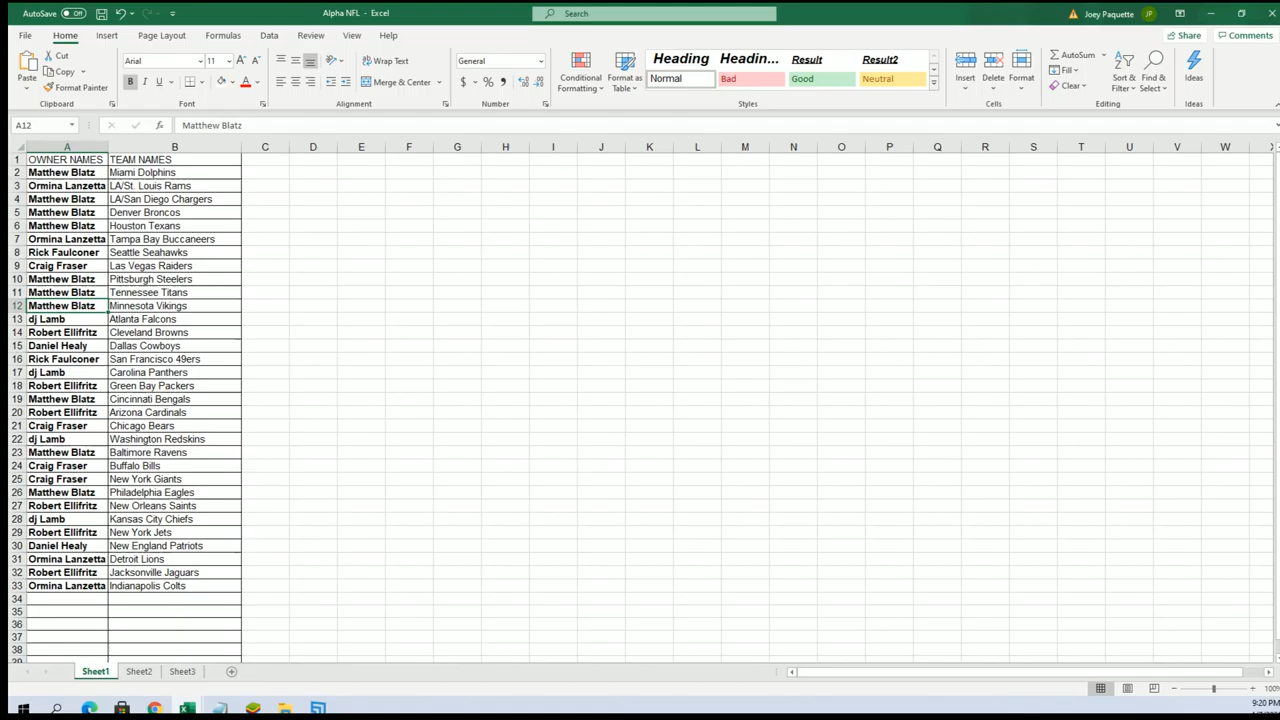 AutoSave Off Alpha NFL - Excel Search Joey Paquette JP
File Home Insert Page Layout Formulas Data Review View Help Share Comments
Cut Copy Format Painter Paste Clipboard
Arial 11 B I U Font
Wrap Text Merge & Center Alignment
General $ % Number
Conditional Formatting Format as Table
Heading Headin... Result Result2
Normal Bad Good Neutral
Styles
Insert Delete Format Cells
AutoSum Fill Clear Sort & Filter Find & Select Editing
Ideas Ideas
A12 fx Matthew Blatz
A B C D E F G H I J K L M N O P Q R S T U V W X
1 OWNER NAMES TEAM NAMES
2 Matthew Blatz Miami Dolphins
3 Ormina Lanzetta LA/St. Louis Rams
4 Matthew Blatz LA/San Diego Chargers
5 Matthew Blatz Denver Broncos
6 Matthew Blatz Houston Texans
7 Ormina Lanzetta Tampa Bay Buccaneers
8 Rick Faulconer Seattle Seahawks
9 Craig Fraser Las Vegas Raiders
10 Matthew Blatz Pittsburgh Steelers
11 Matthew Blatz Tennessee Titans
12 Matthew Blatz Minnesota Vikings
13 dj Lamb Atlanta Falcons
14 Robert Ellifritz Cleveland Browns
15 Daniel Healy Dallas Cowboys
16 Rick Faulconer San Francisco 49ers
17 dj Lamb Carolina Panthers
18 Robert Ellifritz Green Bay Packers
19 Matthew Blatz Cincinnati Bengals
20 Robert Ellifritz Arizona Cardinals
21 Craig Fraser Chicago Bears
22 dj Lamb Washington Redskins
23 Matthew Blatz Baltimore Ravens
24 Craig Fraser Buffalo Bills
25 Craig Fraser New York Giants
26 Matthew Blatz Philadelphia Eagles
27 Robert Ellifritz New Orleans Saints
28 dj Lamb Kansas City Chiefs
29 Robert Ellifritz New York Jets
30 Daniel Healy New England Patriots
31 Ormina Lanzetta Detroit Lions
32 Robert Ellifritz Jacksonville Jaguars
33 Ormina Lanzetta Indianapolis Colts
34
35
36
37
38
39
Sheet1 Sheet2 Sheet3
100%
9:20 PM